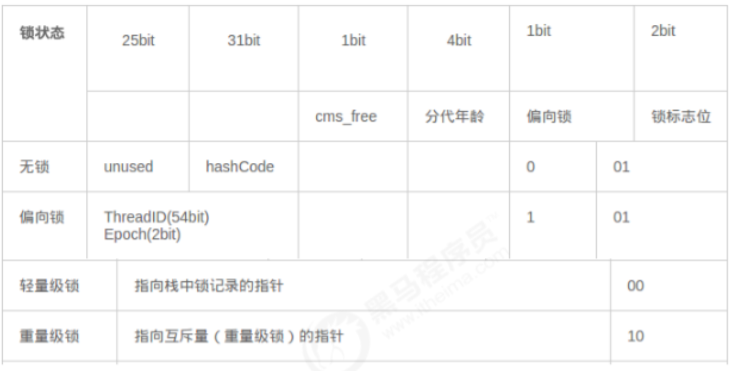 锁状态 25bit 31bit 1bit 4bit 1bit 2bit
cms_free 分代年龄 偏向锁 锁标志位
无锁 unused hashCode 0 01
偏向锁 ThreadID(54bit) 1 01
Epoch(2bit)
轻量级锁 指向栈中锁记录的指针 00
重量级锁 指向互斥量（重量级锁）的指针 10
黑马程序员
www.itheima.com